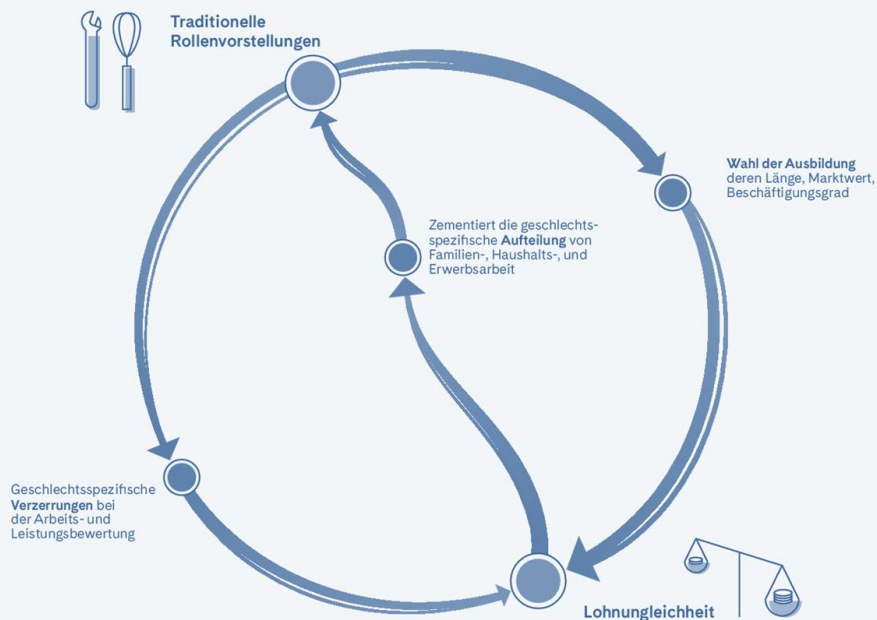 Traditionelle
Rollenvorstellungen
Wahl der Ausbildung
deren Länge, Marktwert,
Beschäftigungsgrad
Zementiert die geschlechts-
spezifische Aufteilung von
Familien-, Haushalts-, und
Erwerbsarbeit
Geschlechtsspezifische
Verzerrungen bei
der Arbeits- und
Leistungsbewertung
Lohnungleichheit